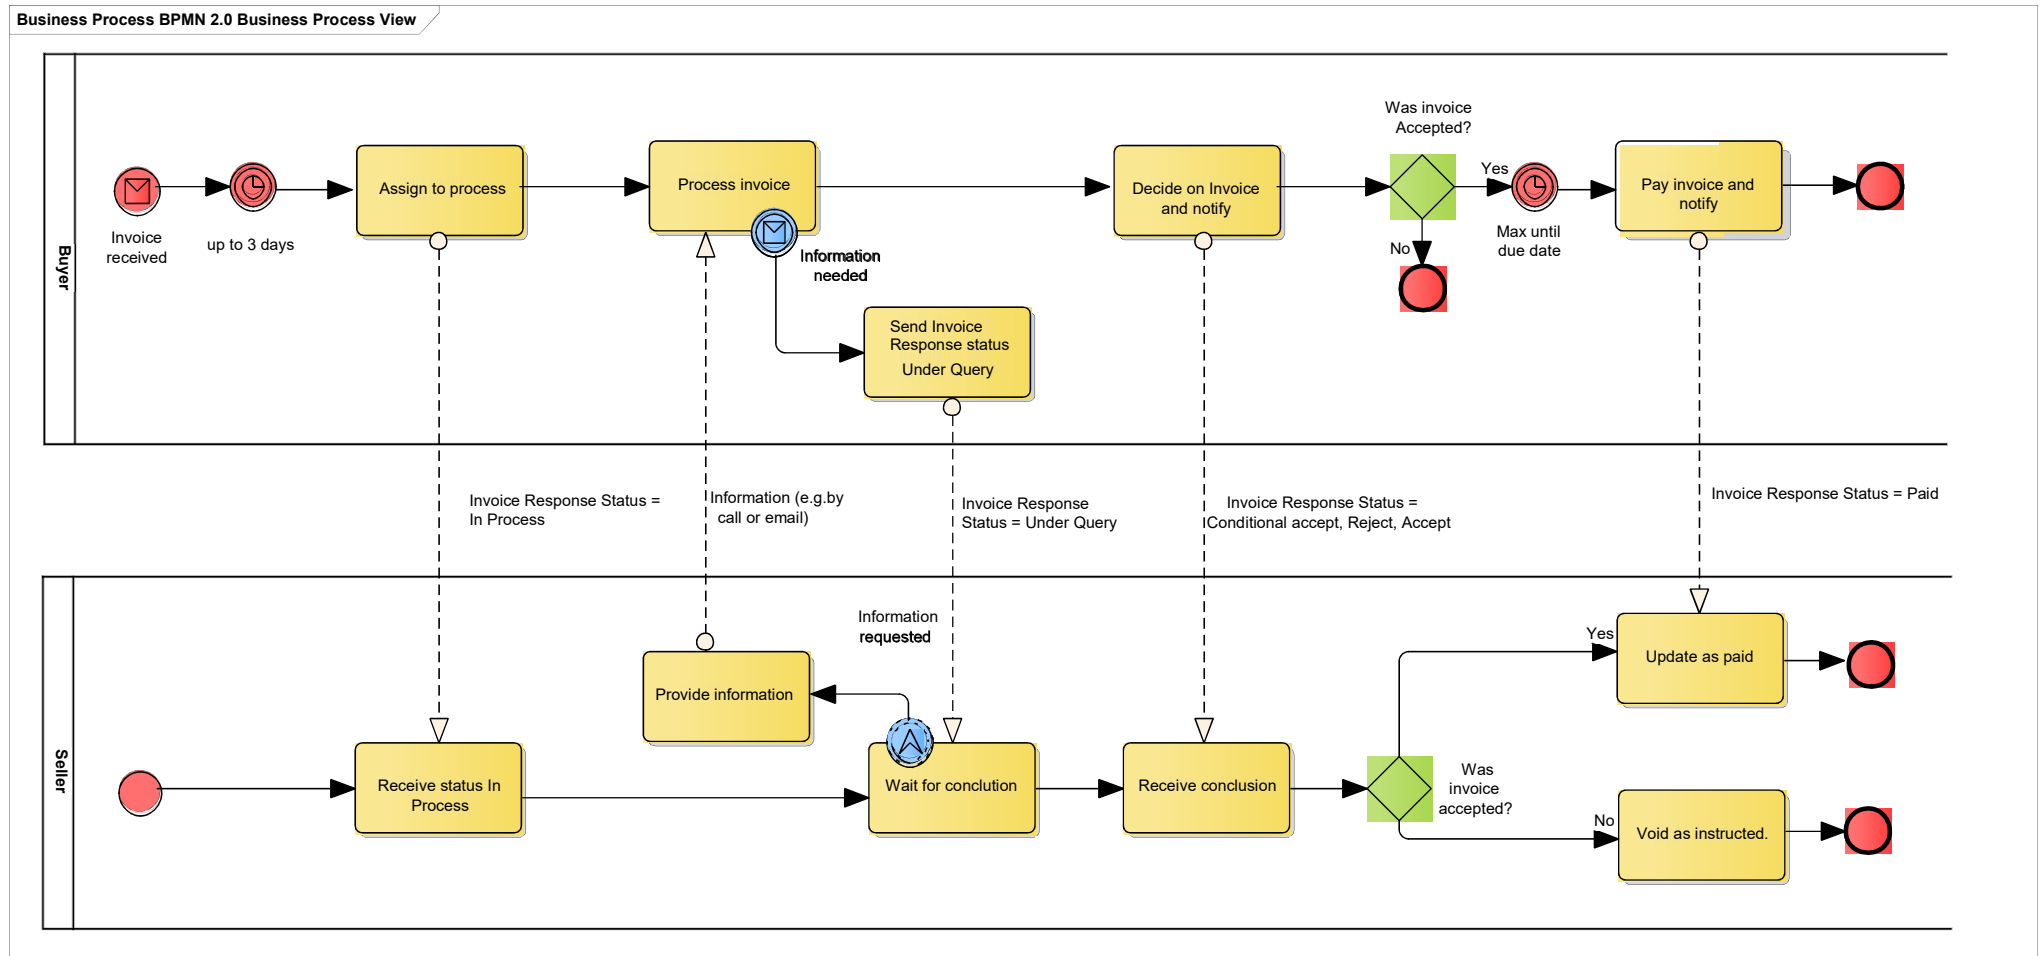 Business Process BPMN 2.0 Business Process View
Buyer
Invoice
received
up to 3 days
Assign to process
Process invoice
Information
needed
Send Invoice
Response status
Under Query
Decide on Invoice
and notify
Was invoice
Accepted?
Yes
No
Max until
due date
Pay invoice and
notify
Invoice Response Status =
In Process
Information (e.g.by
call or email)
Invoice Response
Status = Under Query
Invoice Response Status =
Conditional accept, Reject, Accept
Invoice Response Status = Paid
Seller
Receive status In
Process
Provide information
Information
requested
Wait for conclution
Receive conclusion
Was
invoice
accepted?
Yes
Update as paid
No
Void as instructed.